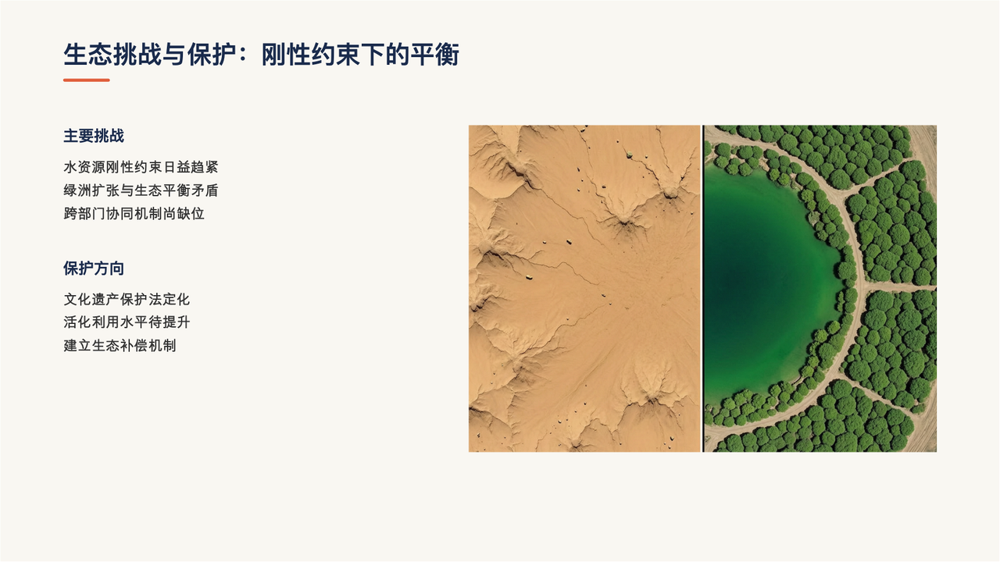 生态挑战与保护：刚性约束下的平衡
主要挑战
水资源刚性约束日益趋紧
绿洲扩张与生态平衡矛盾
跨部门协同机制尚缺位
保护方向
文化遗产保护法定化
活化利用水平待提升
建立生态补偿机制